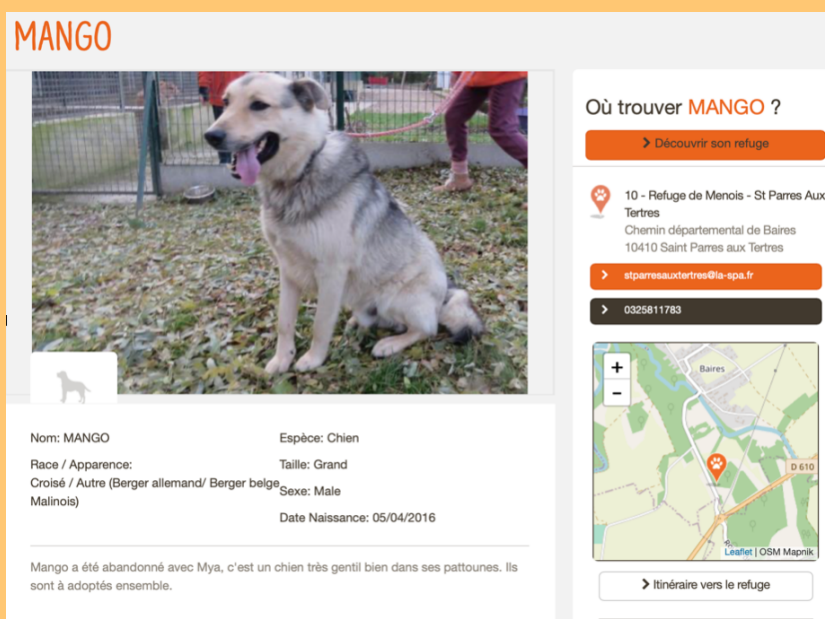 MANGO
Nom: MANGO
Espèce: Chien
Race / Apparence:
Croisé / Autre (Berger allemand/ Berger belge
Malinois)
Taille: Grand
Sexe: Male
Date Naissance: 05/04/2016
Mango a été abandonné avec Mya, c'est un chien très gentil bien dans ses pattounes. Ils
sont à adoptés ensemble.
Où trouver MANGO ?
Découvrir son refuge
10 - Refuge de Menois - St Parres Aux
Tertres
Chemin départemental de Baires
10410 Saint Parres aux Tertres
stparresauxtertres@la-spa.fr
0325811783
+
−
Baires
D 610
Leaflet | OSM Mapnik
Itinéraire vers le refuge